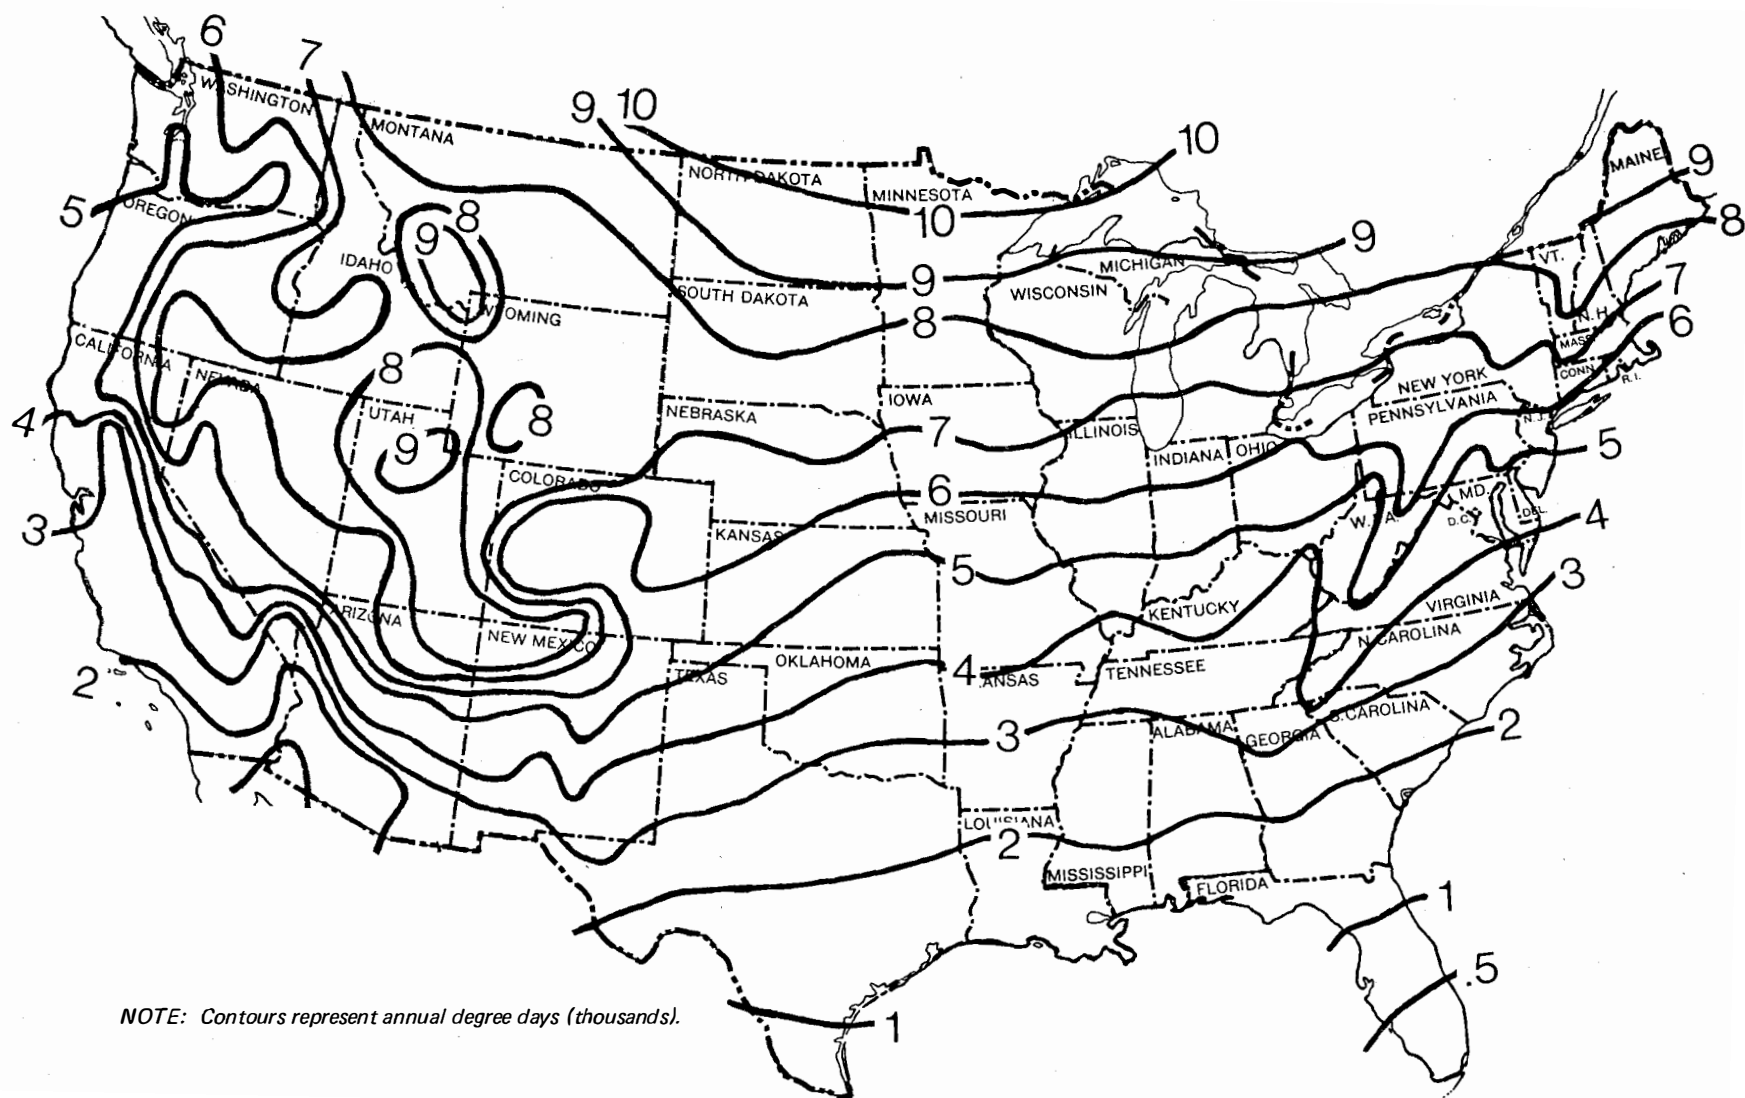 6
7
9 10
10
WASHINGTON
MONTANA
MAINE
9
NORTH DAKOTA
MINNESOTA
5
OREGON
8
10
8
9
9
VT.
IDAHO
MICHIGAN
7
9
SOUTH DAKOTA
WISCONSIN
WYOMING
8
N.H.
6
CALIFORNIA
MASS
8
NEVADA
NEW YORK
CONN
R.I.
UTAH
IOWA
PENNSYLVANIA
4
8
NEBRASKA
7
ILLINOIS
N.J.
9
INDIANA
OHIO
5
COLORADO
6
MD.
3
MISSOURI
W.VA.
D.C.
DEL.
4
KANSAS
5
3
ARIZONA
KENTUCKY
VIRGINIA
NEW MEXICO
N.CAROLINA
2
OKLAHOMA
4
ANSAS
TENNESSEE
TEXAS
S.CAROLINA
3
ALABAMA
GEORGIA
2
LOUISIANA
2
MISSISSIPPI
FLORIDA
1
.5
NOTE: Contours represent annual degree days (thousands).
1